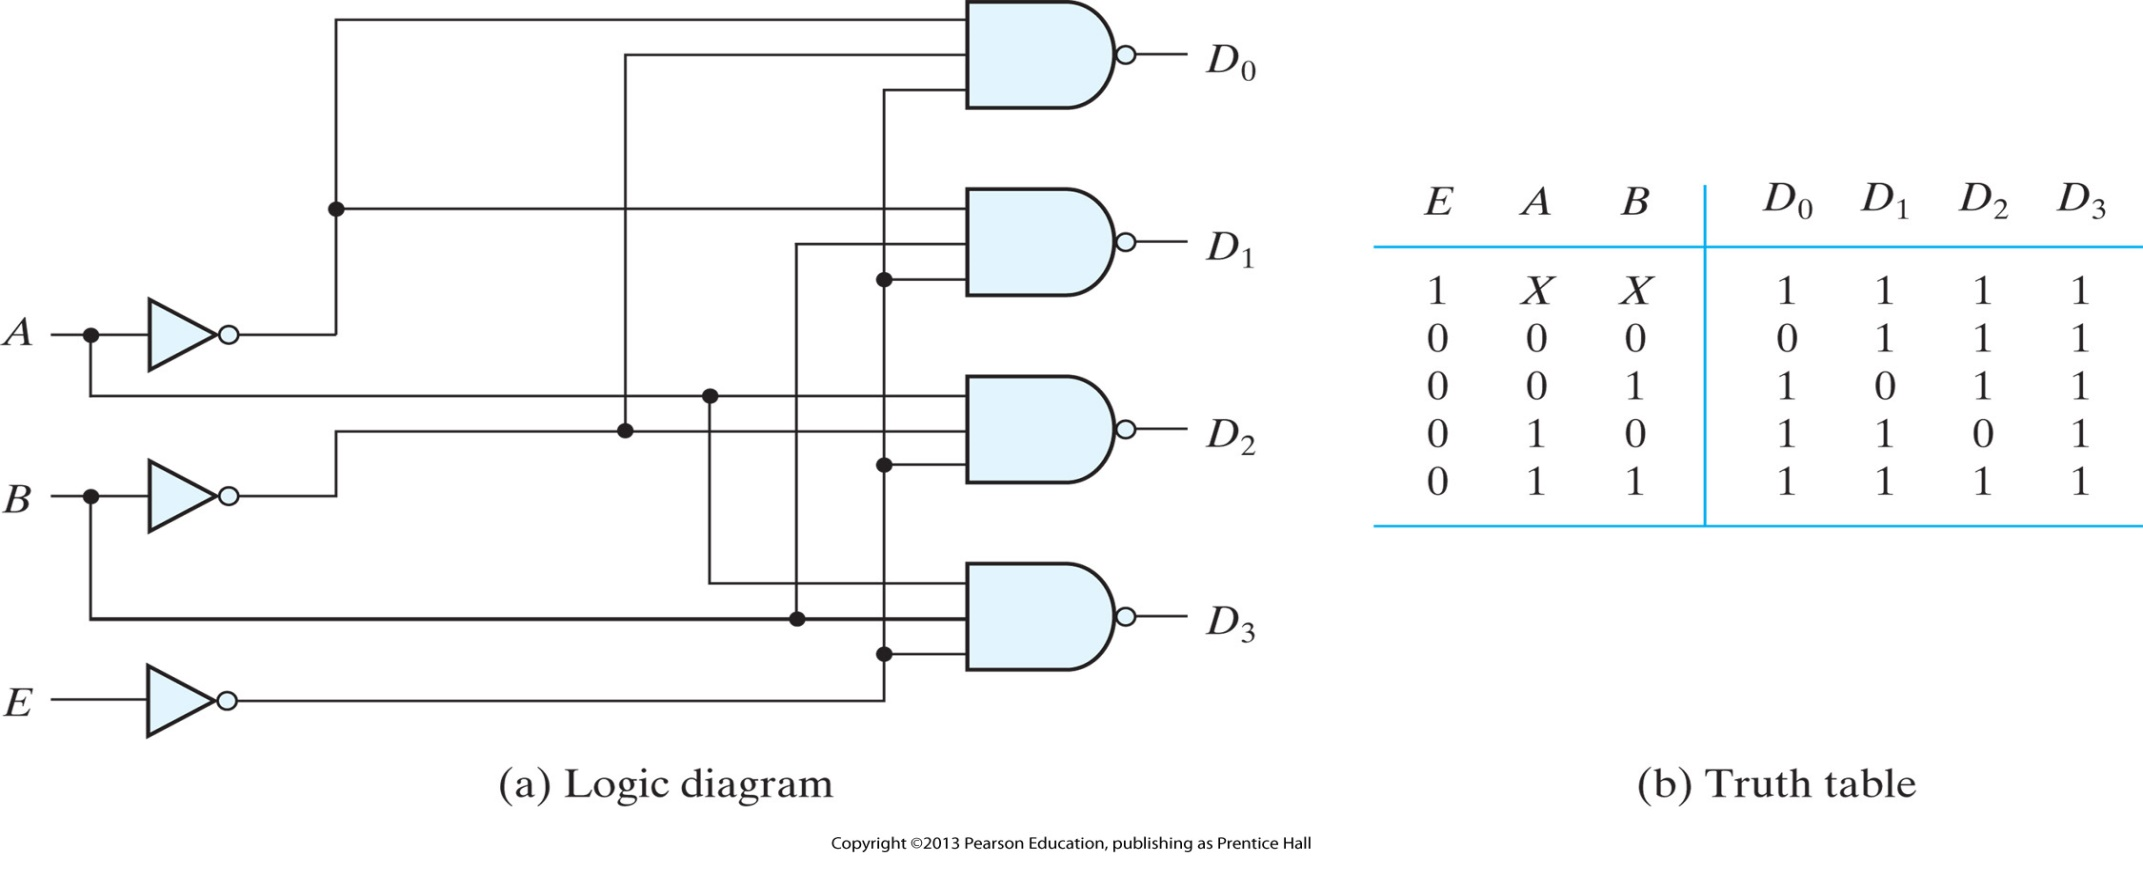 D₀
D₁
A
D₂
B
D₃
E
E A B D₀ D₁ D₂ D₃
1 X X 1 1 1 1
0 0 0 0 1 1 1
0 0 1 1 0 1 1
0 1 0 1 1 0 1
0 1 1 1 1 1 1
(a) Logic diagram
(b) Truth table
Copyright ©2013 Pearson Education, publishing as Prentice Hall